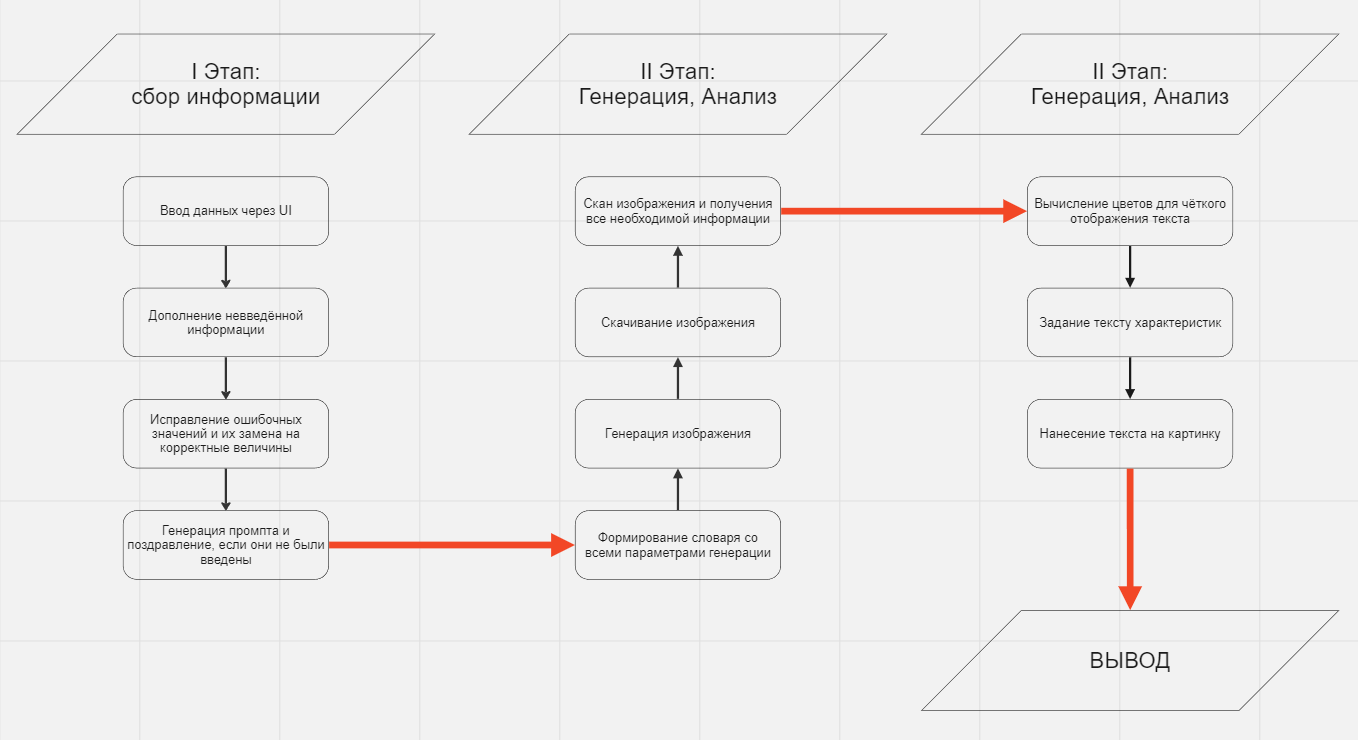 I Этап:
сбор информации
Ввод данных через UI
Дополнение невведённой
информации
Исправление ошибочных
значений и их замена на
корректные величины
Генерация промпта и
поздравление, если они не были
введены
II Этап:
Генерация, Анализ
Скан изображения и получения
все необходимой информации
Скачивание изображения
Генерация изображения
Формирование словаря со
всеми параметрами генерации
II Этап:
Генерация, Анализ
Вычисление цветов для чёткого
отображения текста
Задание тексту характеристик
Нанесение текста на картинку
ВЫВОД